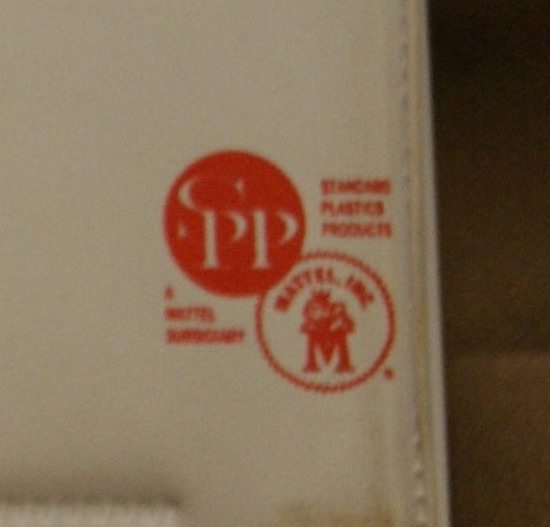 SPP
STANDARD
PLASTICS
PRODUCTS
A
MATTEL
SUBSIDIARY
MATTEL, INC
M
®